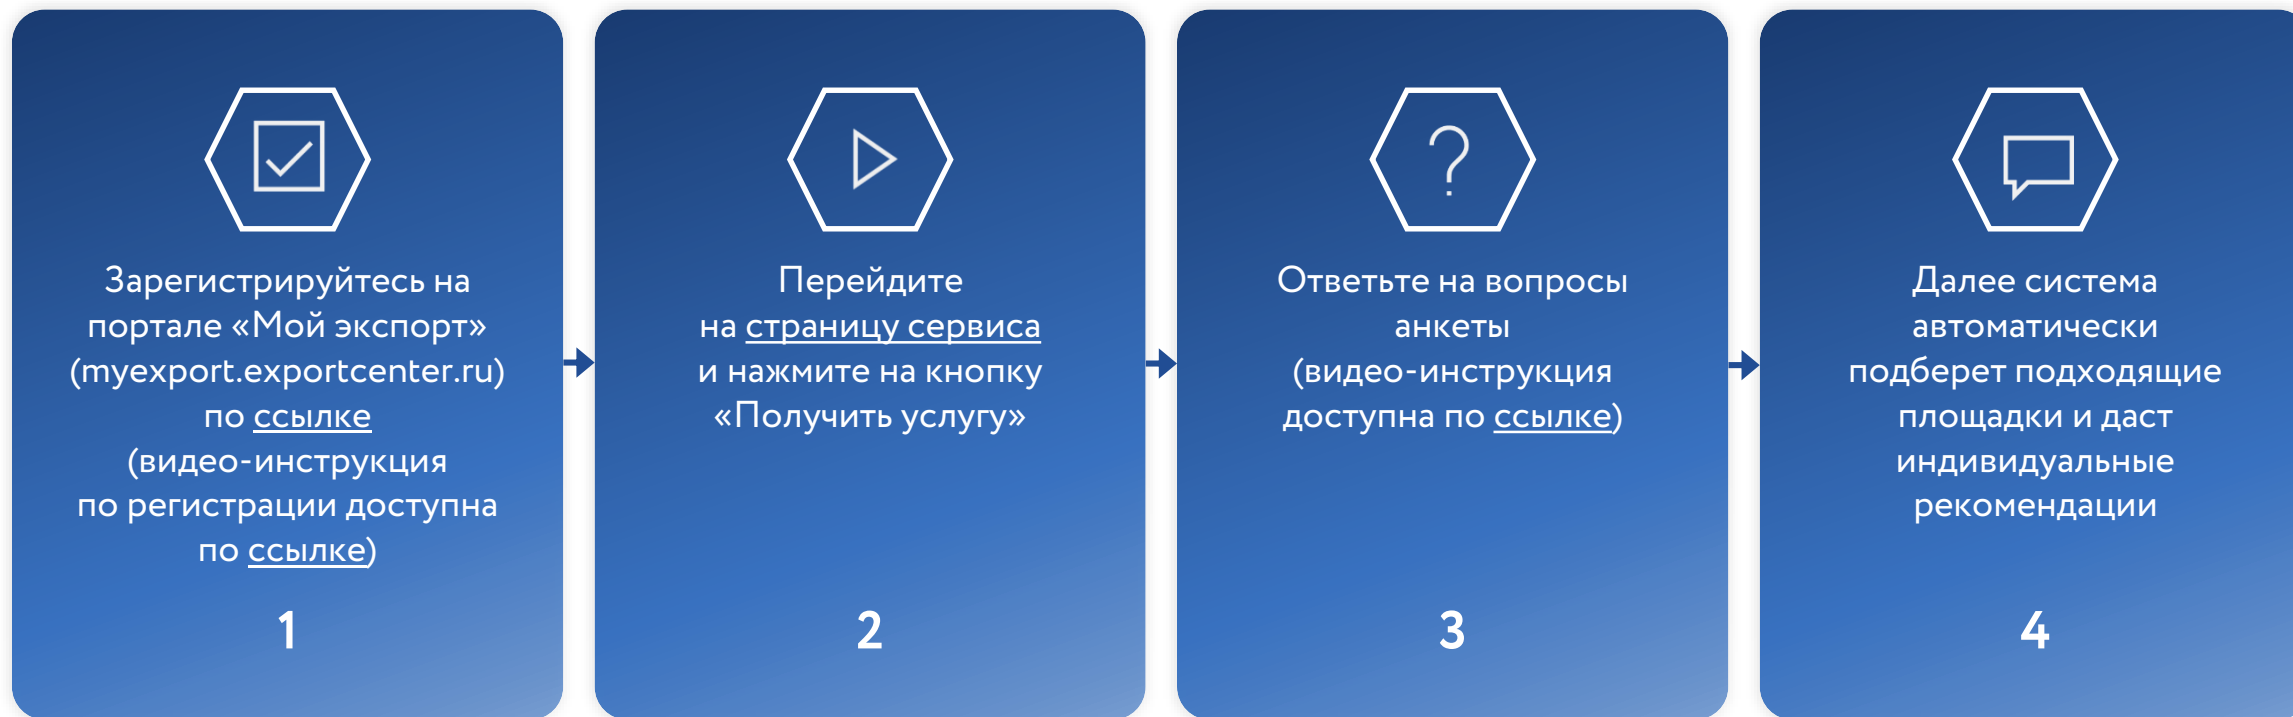 Зарегистрируйтесь на
портале «Мой экспорт»
(myexport.exportcenter.ru)
по ссылке
(видео-инструкция
по регистрации доступна
по ссылке)
1
Перейдите
на страницу сервиса
и нажмите на кнопку
«Получить услугу»
2
Ответьте на вопросы
анкеты
(видео-инструкция
доступна по ссылке)
3
Далее система
автоматически
подберет подходящие
площадки и даст
индивидуальные
рекомендации
4